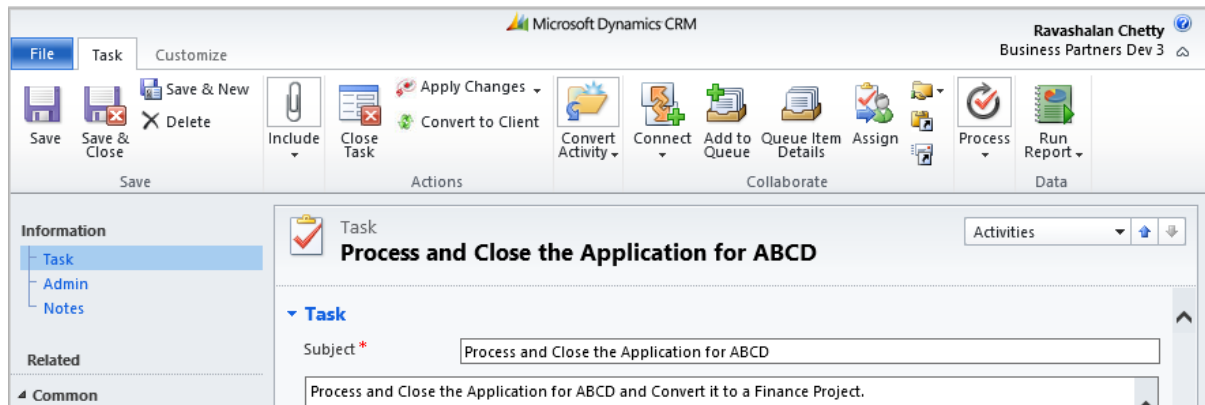 Microsoft Dynamics CRM
Ravashalan Chetty
Business Partners Dev 3
File
Task
Customize
Save
Save & Close
Save & New
Delete
Include
Close Task
Apply Changes
Convert to Client
Convert Activity
Connect
Add to Queue
Queue Item Details
Assign
Process
Run Report
Save
Actions
Collaborate
Data
Information
Task
Admin
Notes
Related
Common
Task
Process and Close the Application for ABCD
Activities
Task
Subject *
Process and Close the Application for ABCD
Process and Close the Application for ABCD and Convert it to a Finance Project.